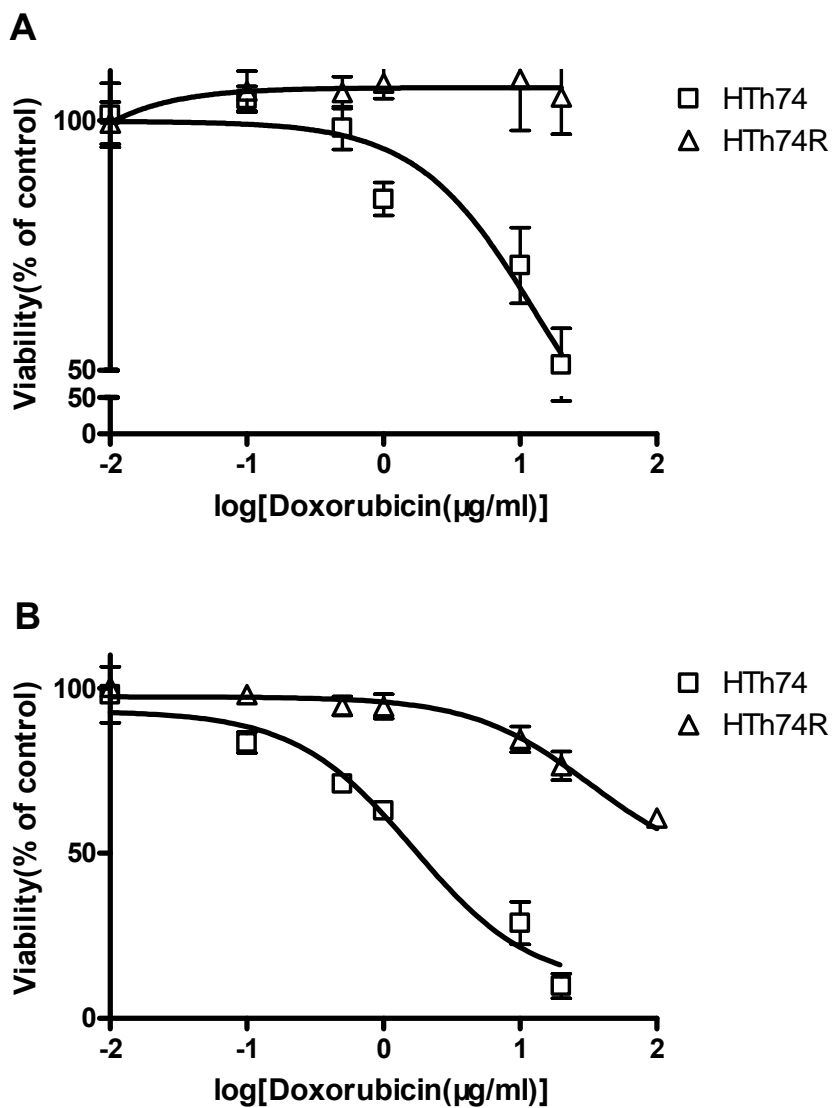 A
Viability(% of control)
100
50
50
0
-2 -1 0 1 2
log[Doxorubicin(µg/ml)]
HTh74
HTh74R
B
Viability(% of control)
100
50
0
-2 -1 0 1 2
log[Doxorubicin(µg/ml)]
HTh74
HTh74R